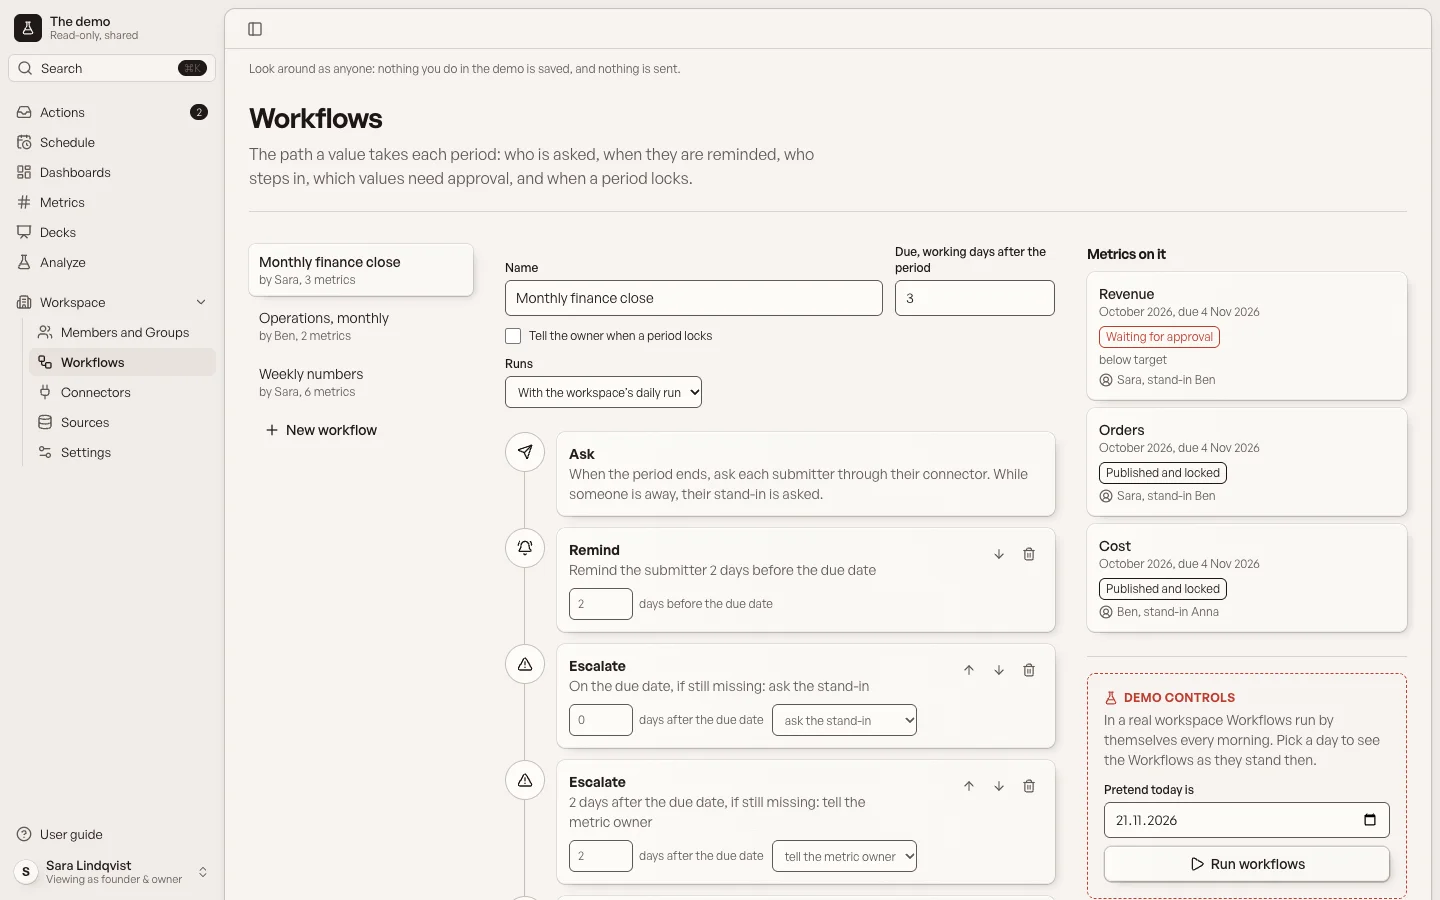 The demo
Read-only, shared
Search
⌘K
Actions
2
Schedule
Dashboards
Metrics
Decks
Analyze
Workspace
Members and Groups
Workflows
Connectors
Sources
Settings
User guide
S
Sara Lindqvist
Viewing as founder & owner
Look around as anyone: nothing you do in the demo is saved, and nothing is sent.
Workflows
The path a value takes each period: who is asked, when they are reminded, who
steps in, which values need approval, and when a period locks.
Monthly finance close
by Sara, 3 metrics
Operations, monthly
by Ben, 2 metrics
Weekly numbers
by Sara, 6 metrics
New workflow
Name
Monthly finance close
Due, working days after the
period
3
Tell the owner when a period locks
Runs
With the workspace's daily run
Ask
When the period ends, ask each submitter through their connector. While
someone is away, their stand-in is asked.
Remind
Remind the submitter 2 days before the due date
2 days before the due date
Escalate
On the due date, if still missing: ask the stand-in
0 days after the due date ask the stand-in
Escalate
2 days after the due date, if still missing: tell the
metric owner
2 days after the due date tell the metric owner
Metrics on it
Revenue
October 2026, due 4 Nov 2026
Waiting for approval
below target
Sara, stand-in Ben
Orders
October 2026, due 4 Nov 2026
Published and locked
Sara, stand-in Ben
Cost
October 2026, due 4 Nov 2026
Published and locked
Ben, stand-in Anna
DEMO CONTROLS
In a real workspace Workflows run by
themselves every morning. Pick a day to see
the Workflows as they stand then.
Pretend today is
21.11.2026
Run workflows